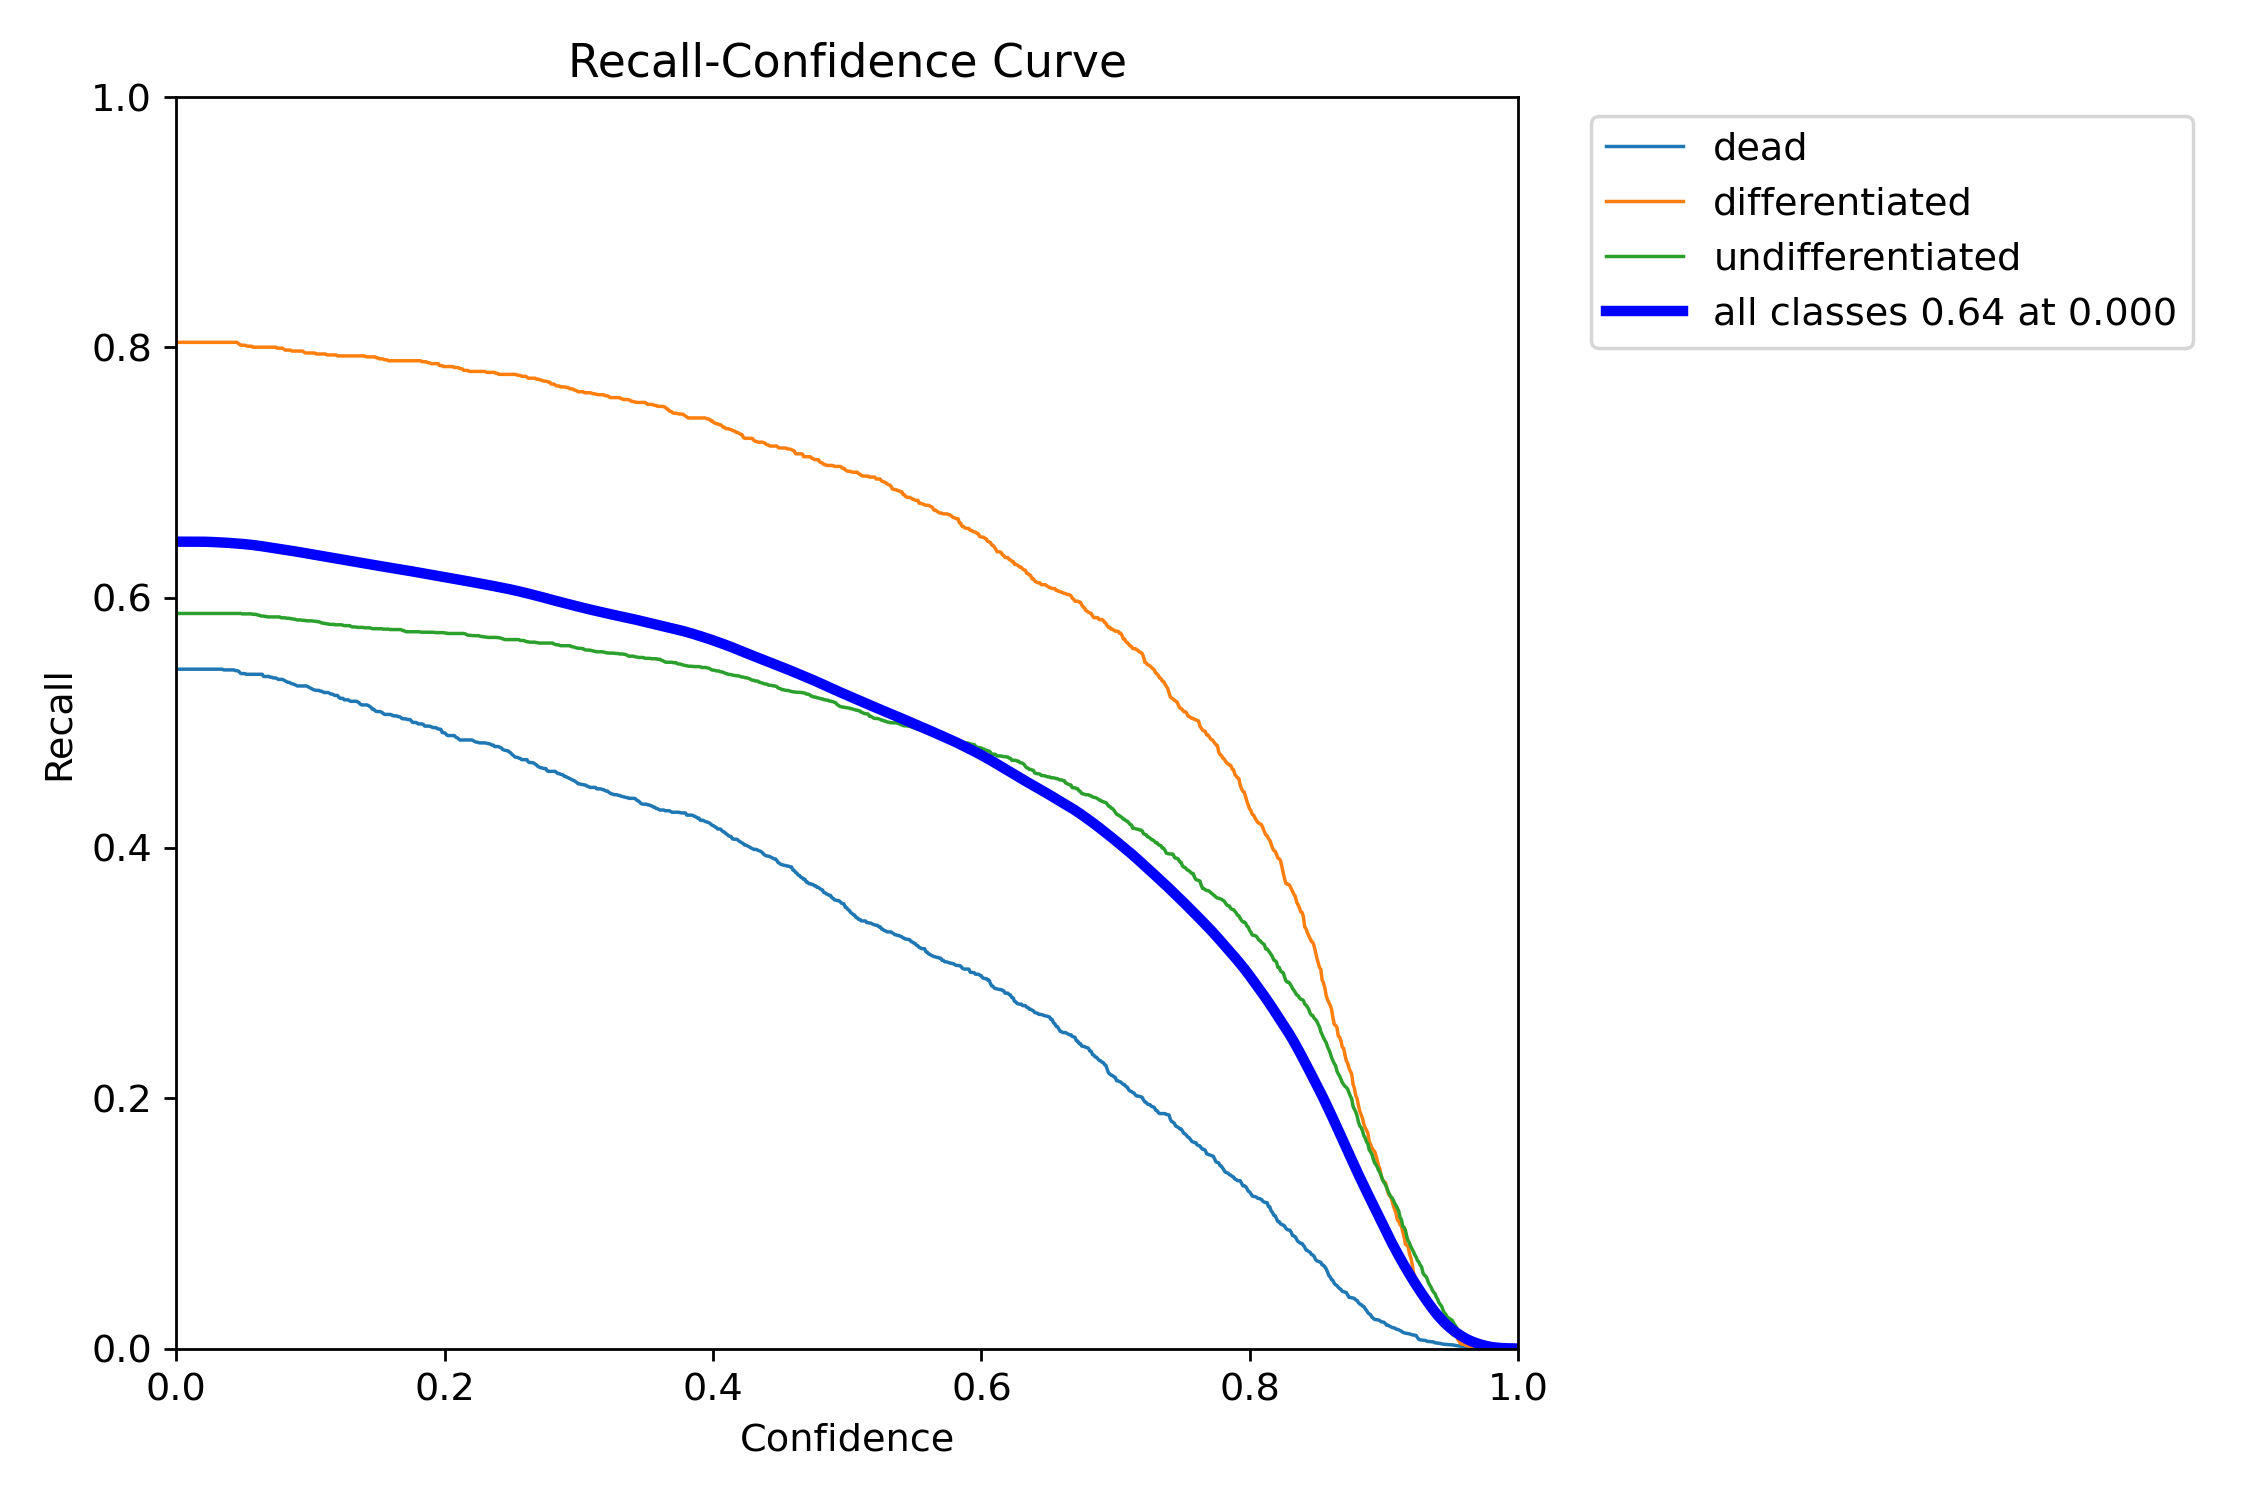 Recall-Confidence Curve
1.0
0.8
0.6
0.4
0.2
0.0
Recall
0.0 0.2 0.4 0.6 0.8 1.0
Confidence
dead
differentiated
undifferentiated
all classes 0.64 at 0.000